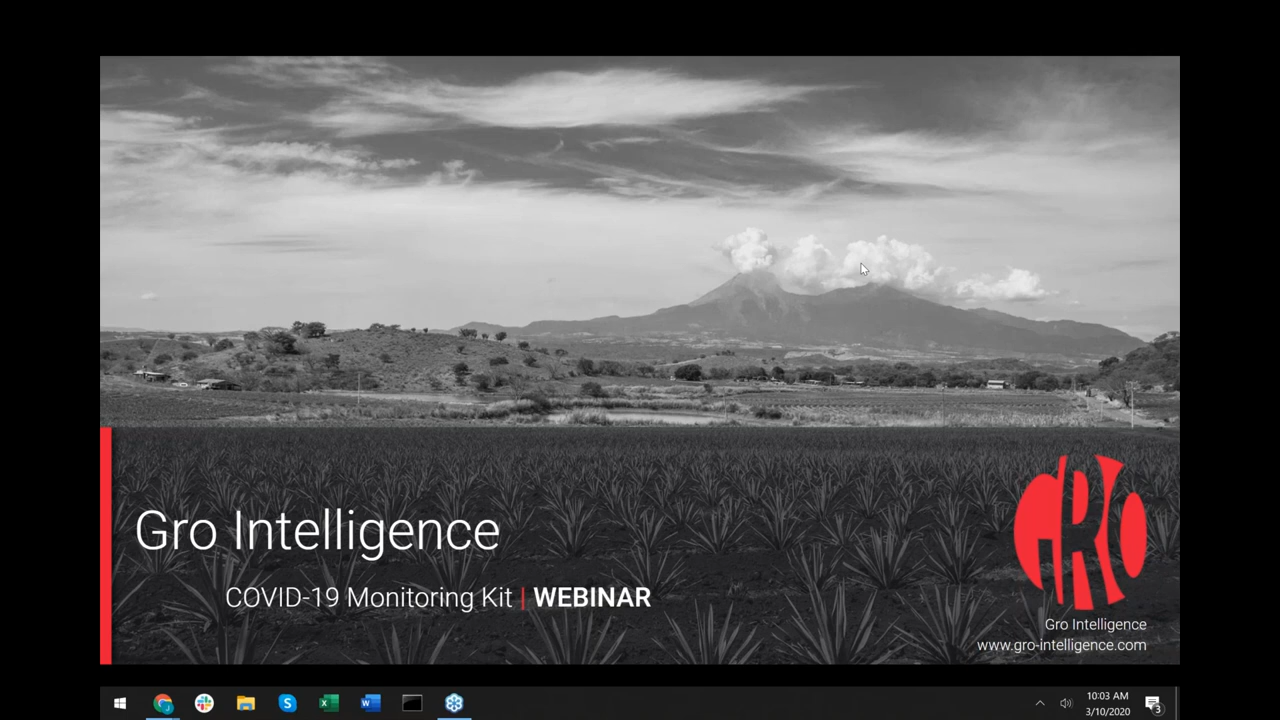 Gro Intelligence
COVID-19 Monitoring Kit | WEBINAR
GRO
Gro Intelligence
www.gro-intelligence.com
10:03 AM
3/10/2020
3